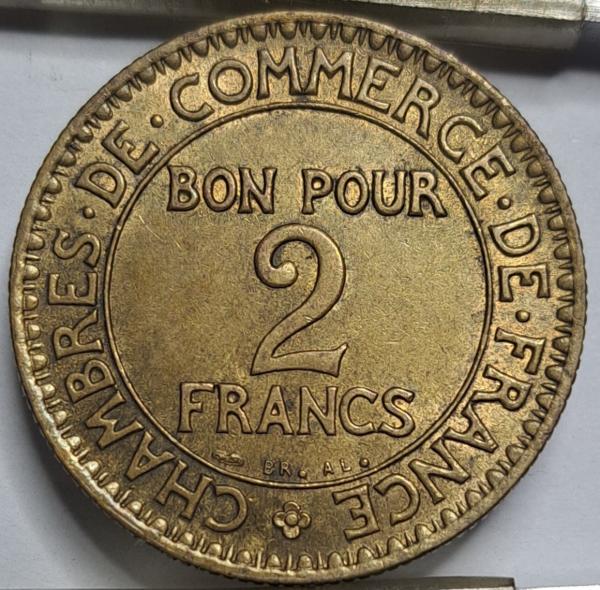 CHAMBRES·DE·COMMERCE·DE·FRANCE
BON POUR
2
FRANCS
BR. AL.